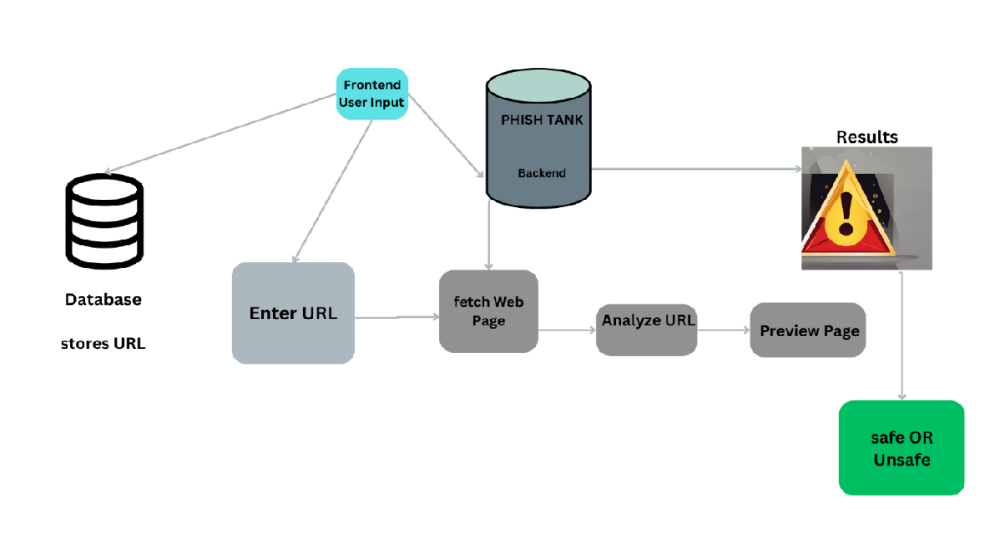 Frontend
User Input
PHISH TANK
Backend
Results
Database
stores URL
Enter URL
fetch Web
Page
Analyze URL
Preview Page
safe OR
Unsafe